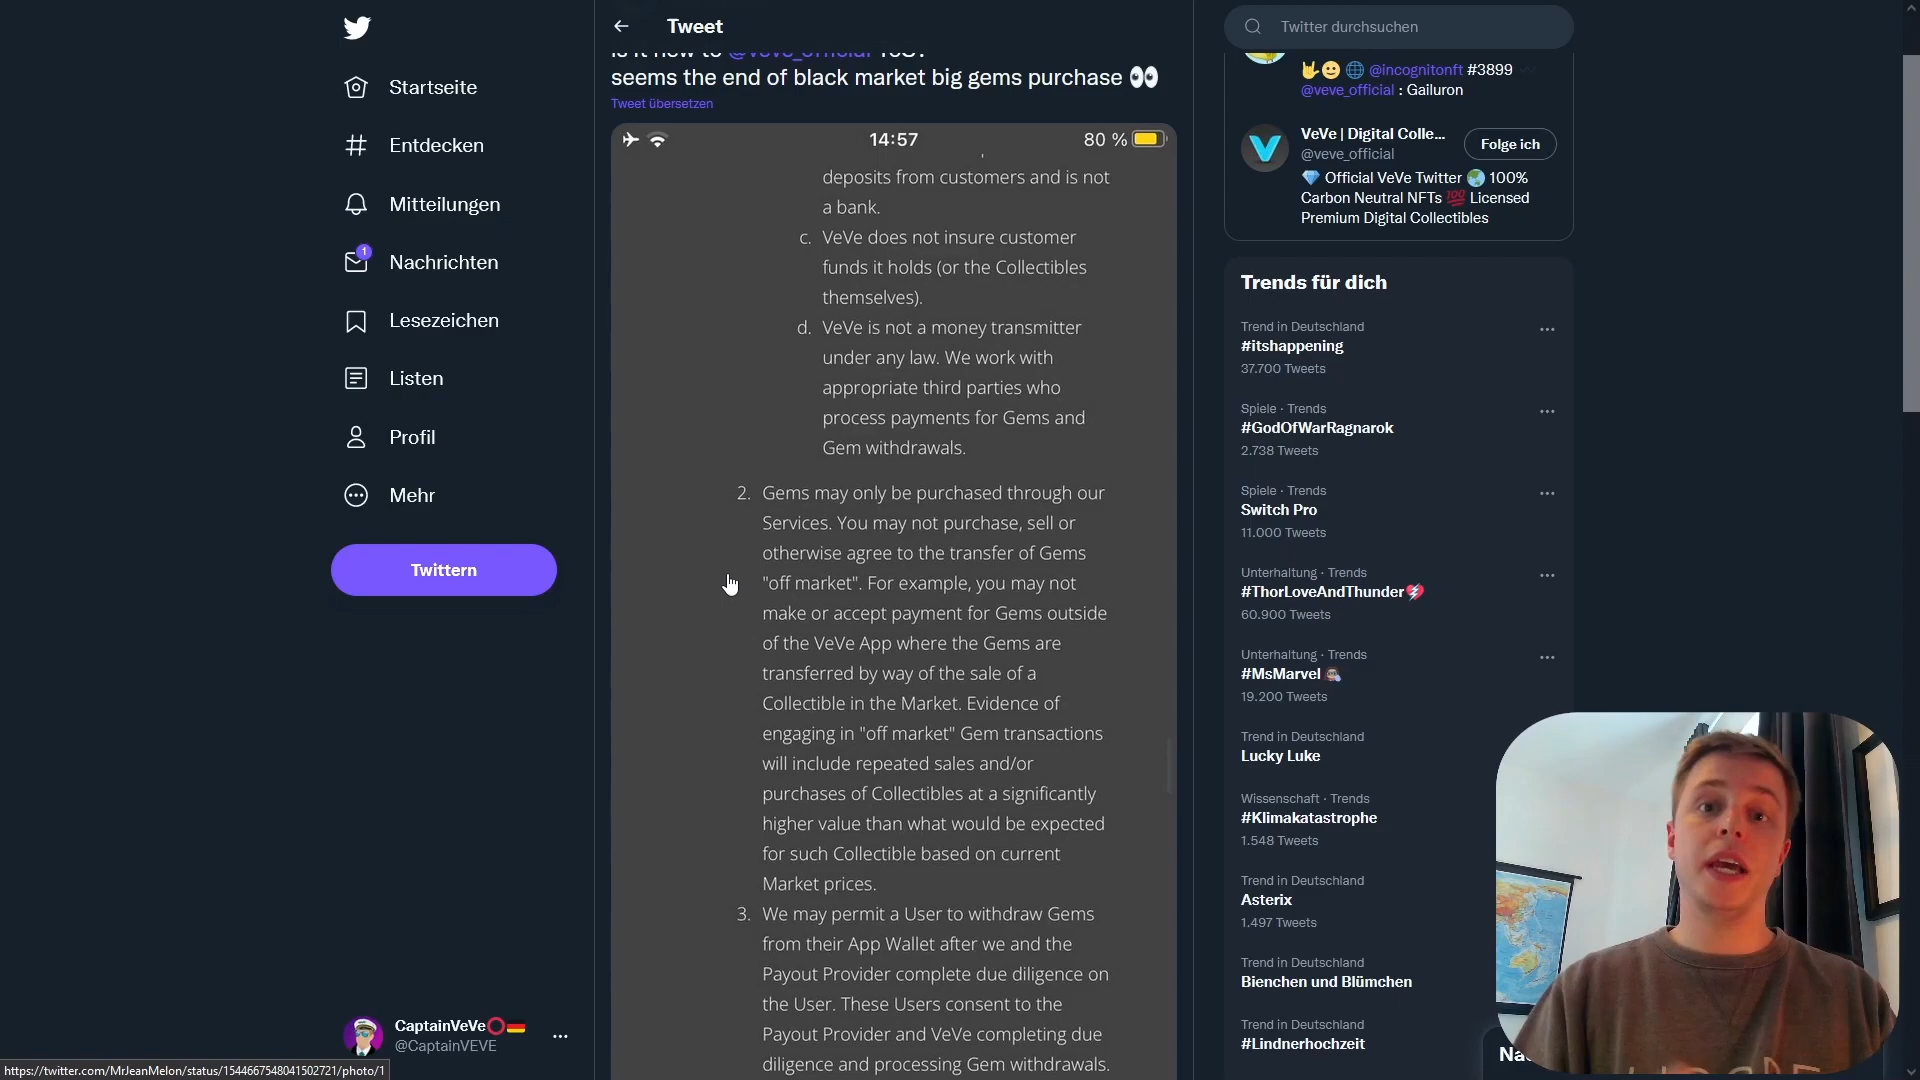 Startseite
Entdecken
Mitteilungen
1
Nachrichten
Lesezeichen
Listen
Profil
Mehr
Twittern
CaptainVeVe
@CaptainVEVE
https://twitter.com/MrJeanMelon/status/1544667548041502721/photo/1
Tweet
seems the end of black market big gems purchase 👀
Tweet übersetzen
14:57
80 %
deposits from customers and is not
a bank.
c. VeVe does not insure customer
funds it holds (or the Collectibles
themselves).
d. VeVe is not a money transmitter
under any law. We work with
appropriate third parties who
process payments for Gems and
Gem withdrawals.
2. Gems may only be purchased through our
Services. You may not purchase, sell or
otherwise agree to the transfer of Gems
"off market". For example, you may not
make or accept payment for Gems outside
of the VeVe App where the Gems are
transferred by way of the sale of a
Collectible in the Market. Evidence of
engaging in "off market" Gem transactions
will include repeated sales and/or
purchases of Collectibles at a significantly
higher value than what would be expected
for such Collectible based on current
Market prices.
3. We may permit a User to withdraw Gems
from their App Wallet after we and the
Payout Provider complete due diligence on
the User. These Users consent to the
Payout Provider and VeVe completing due
diligence and processing Gem withdrawals.
Twitter durchsuchen
🤘🙂🌐 @incognitonft #3899
@veve_official : Gailuron
VeVe | Digital Colle...
@veve_official
Folge ich
💎 Official VeVe Twitter 🌏 100%
Carbon Neutral NFTs 💯 Licensed
Premium Digital Collectibles
Trends für dich
Trend in Deutschland
#itshappening
37.700 Tweets
Spiele · Trends
#GodOfWarRagnarok
2.738 Tweets
Spiele · Trends
Switch Pro
11.000 Tweets
Unterhaltung · Trends
#ThorLoveAndThunder
60.900 Tweets
Unterhaltung · Trends
#MsMarvel
19.200 Tweets
Trend in Deutschland
Lucky Luke
Wissenschaft · Trends
#Klimakatastrophe
1.548 Tweets
Trend in Deutschland
Asterix
1.497 Tweets
Trend in Deutschland
Bienchen und Blümchen
Trend in Deutschland
#Lindnerhochzeit